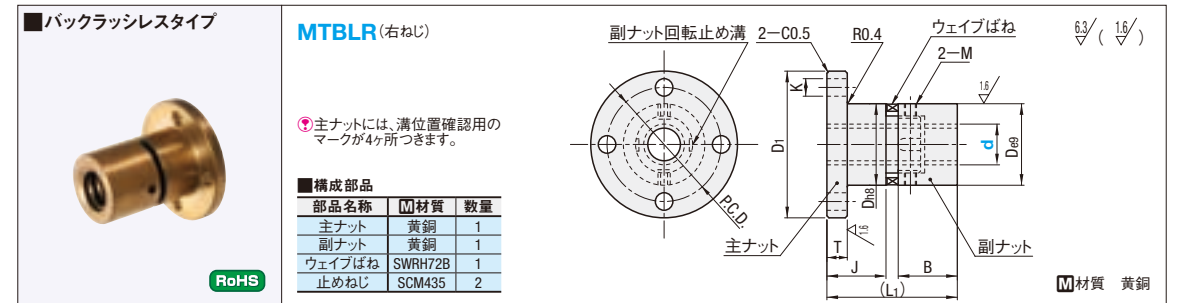 ■バックラッシレスタイプ
RoHS
MTBLR(右ねじ)
主ナットには、溝位置確認用の
マークが4ヶ所つきます。
■構成部品
部品名称 M材質 数量
主ナット 黄銅 1
副ナット 黄銅 1
ウェイブばね SWRH72B 1
止めねじ SCM435 2
副ナット回転止め溝
2−C0.5
R0.4
ウェイブばね
2−M
6.3 ( 1.6 )
1.6
K
D1
Dh8
d
De9
P.C.D.
主ナット
副ナット
1.6
T
J
B
(L1)
M材質 黄銅